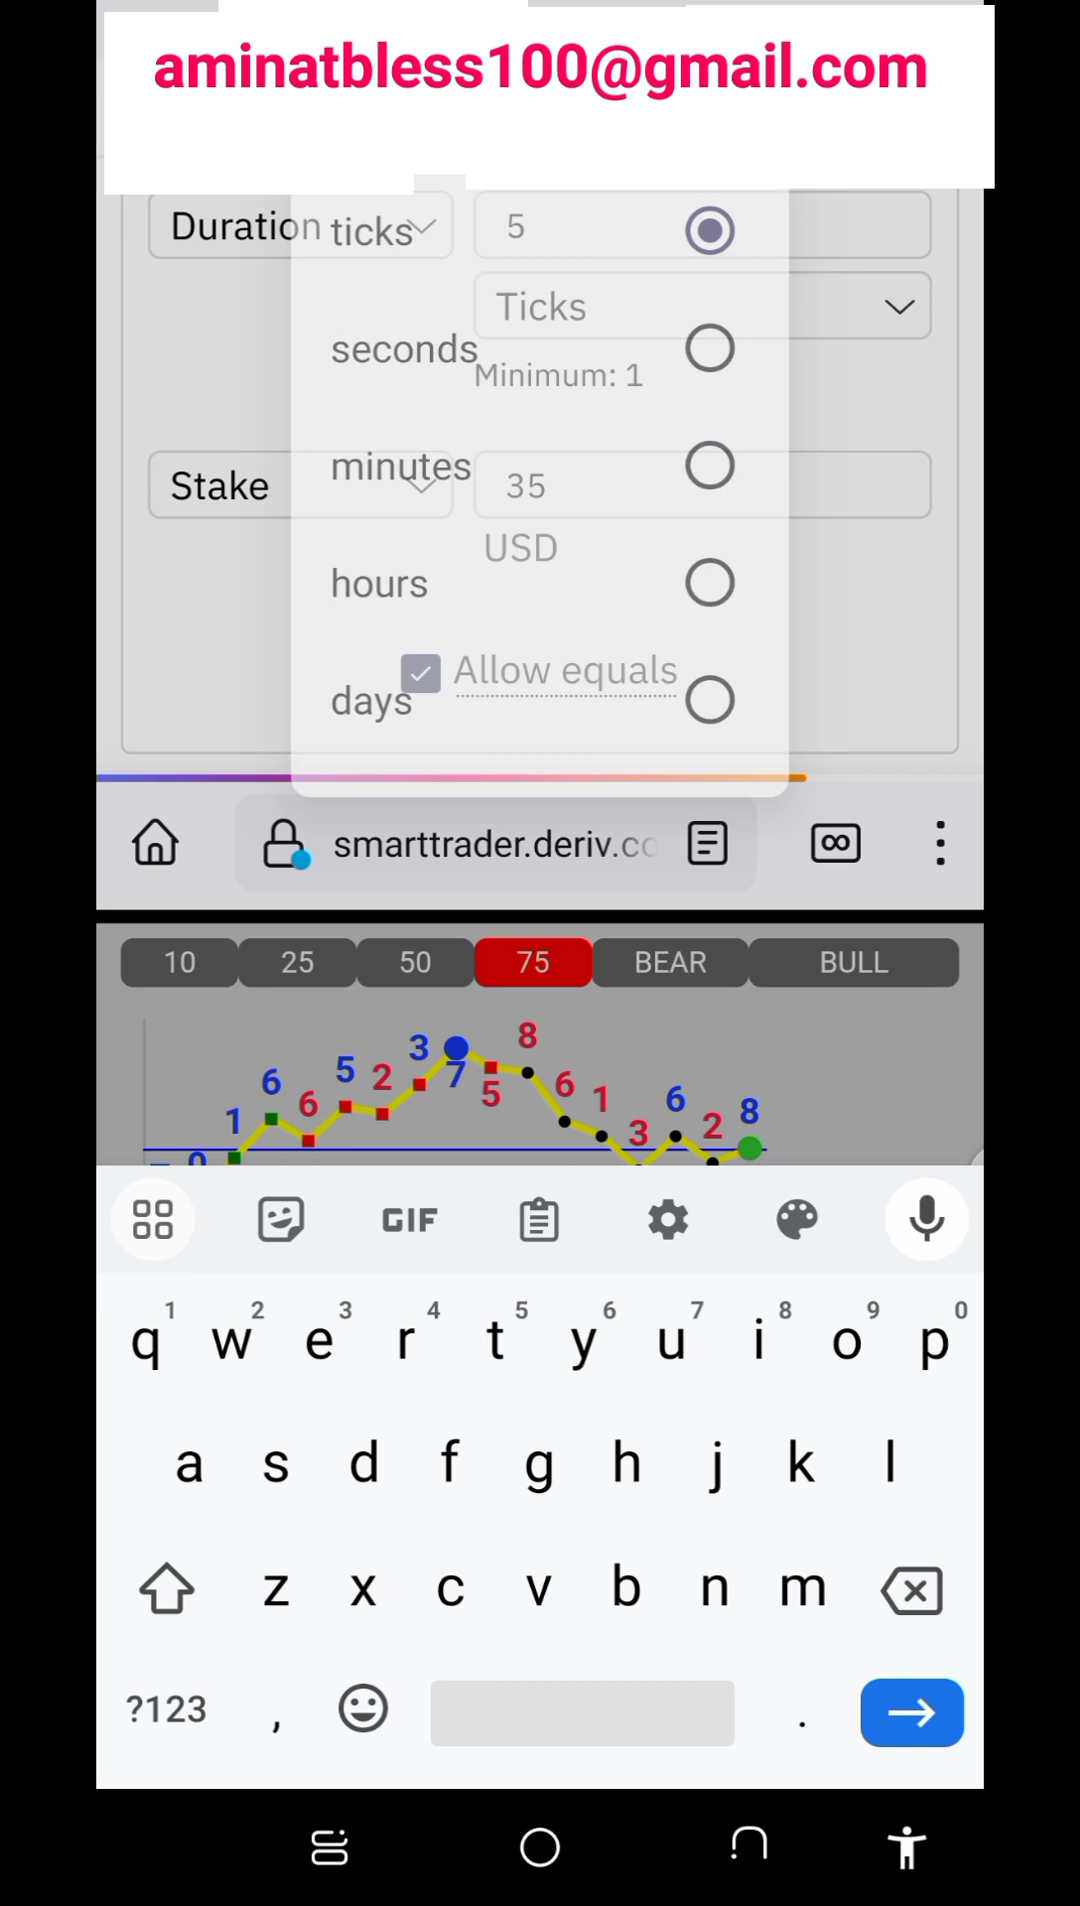 aminatbless100@gmail.com
Duration
ticks
5
Ticks
seconds
Minimum: 1
minutes
Stake
35
USD
hours
Allow equals
days
smarttrader.deriv.co
10 25 50 75 BEAR BULL
0 1 6 6 5 2 3 7 5 8 6 1 3 6 2 8
GIF
q 1 w 2 e 3 r 4 t 5 y 6 u 7 i 8 o 9 p 0
a s d f g h j k l
z x c v b n m
?123 , .